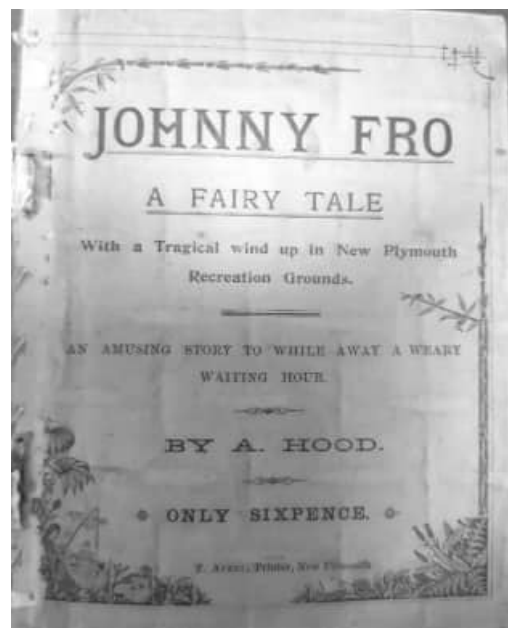 JOHNNY FRO
A FAIRY TALE
With a Tragical wind up in New Plymouth
Recreation Grounds.
AN AMUSING STORY TO WHILE AWAY A WEARY
WAITING HOUR.
BY A. HOOD.
ONLY SIXPENCE.
Printer, New Plymouth